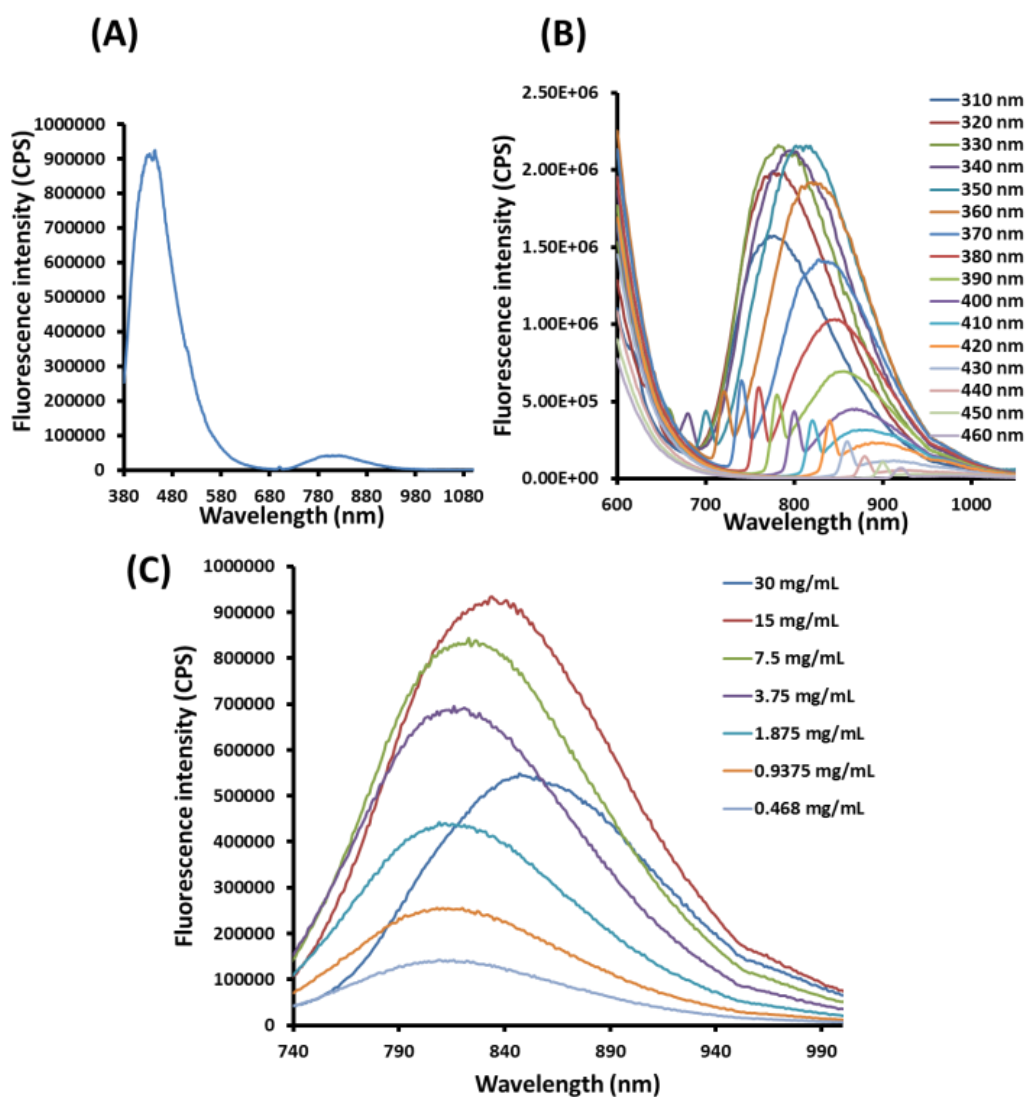 (A)
Fluorescence intensity (CPS)
1000000
900000
800000
700000
600000
500000
400000
300000
200000
100000
0
380 480 580 680 780 880 980 1080
Wavelength (nm)
(B)
Fluorescence intensity (CPS)
2.50E+06
2.00E+06
1.50E+06
1.00E+06
5.00E+05
0.00E+00
600 700 800 900 1000
Wavelength (nm)
310 nm
320 nm
330 nm
340 nm
350 nm
360 nm
370 nm
380 nm
390 nm
400 nm
410 nm
420 nm
430 nm
440 nm
450 nm
460 nm
(C)
Fluorescence intensity (CPS)
1000000
900000
800000
700000
600000
500000
400000
300000
200000
100000
0
740 790 840 890 940 990
Wavelength (nm)
30 mg/mL
15 mg/mL
7.5 mg/mL
3.75 mg/mL
1.875 mg/mL
0.9375 mg/mL
0.468 mg/mL